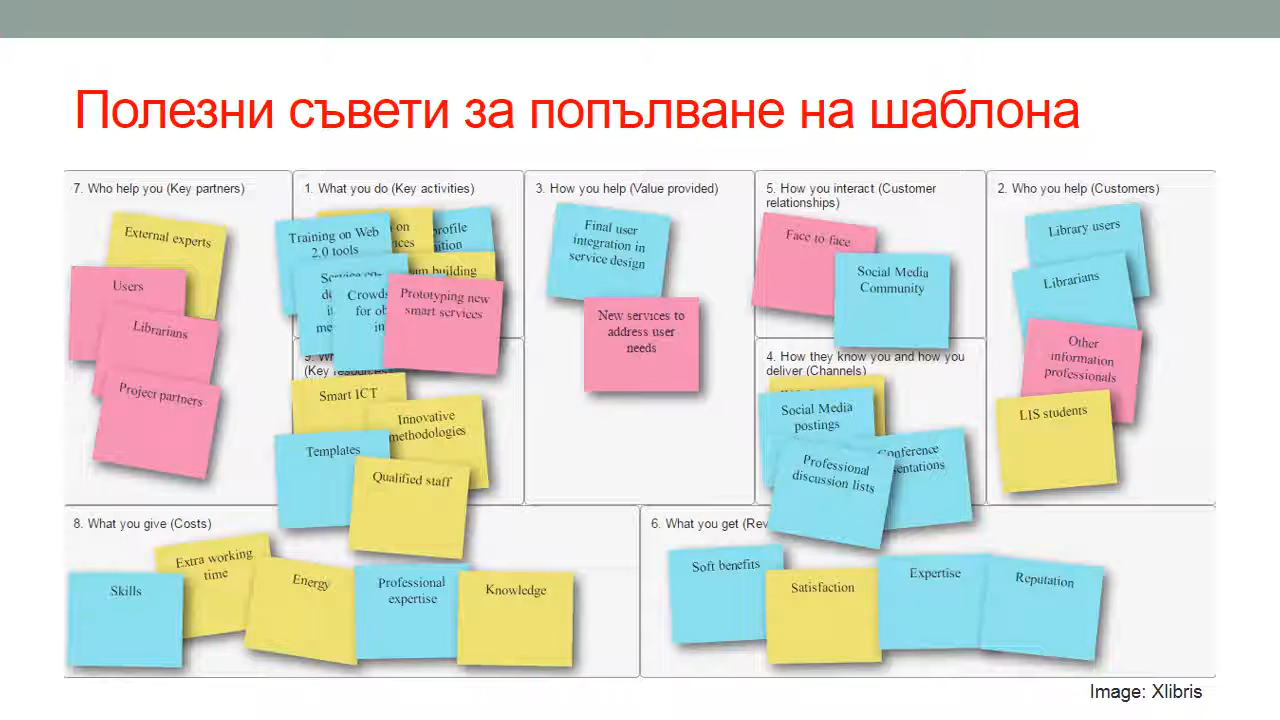 Полезни съвети за попълване на шаблона
7. Who help you (Key partners)
External experts
Users
Librarians
Project partners
1. What you do (Key activities)
Training on Web
2.0 tools
on
profile
building
Prototyping new
smart services
for
(Key
Smart ICT
Innovative
methodologies
Templates
Qualified staff
3. How you help (Value provided)
Final user
integration in
service design
New services to
address user
needs
5. How you interact (Customer
relationships)
Face to face
Social Media
Community
4. How they know you and how you
deliver (Channels)
Social Media
postings
Professional
discussion lists
2. Who you help (Customers)
Library users
Librarians
Other
information
professionals
LIS students
8. What you give (Costs)
Skills
Extra working
time
Energy
Professional
expertise
Knowledge
6. What you get
Soft benefits
Satisfaction
Expertise
Reputation
Image: Xlibris